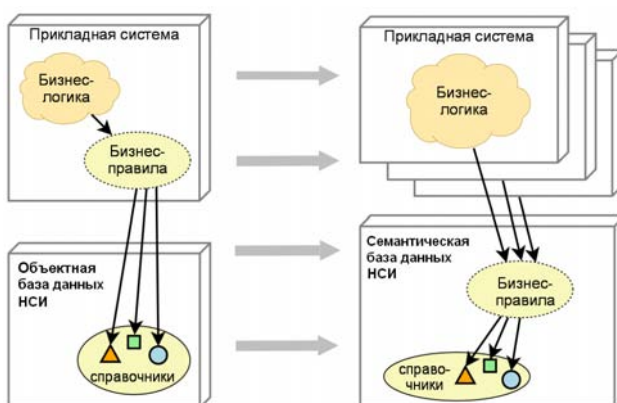 Прикладная система
Бизнес-
логика
Бизнес-
правила
Объектная
база данных
НСИ
справочники
Прикладная система
Бизнес-
логика
Семантическая
база данных
НСИ
Бизнес-
правила
справо-
чники